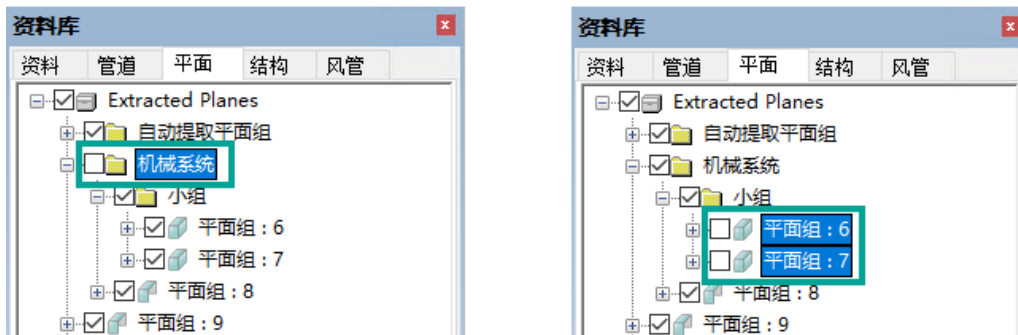 资料库
资料 管道 平面 结构 风管
Extracted Planes
自动提取平面组
机械系统
小组
平面组 : 6
平面组 : 7
平面组 : 8
平面组 : 9
资料库
资料 管道 平面 结构 风管
Extracted Planes
自动提取平面组
机械系统
小组
平面组 : 6
平面组 : 7
平面组 : 8
平面组 : 9